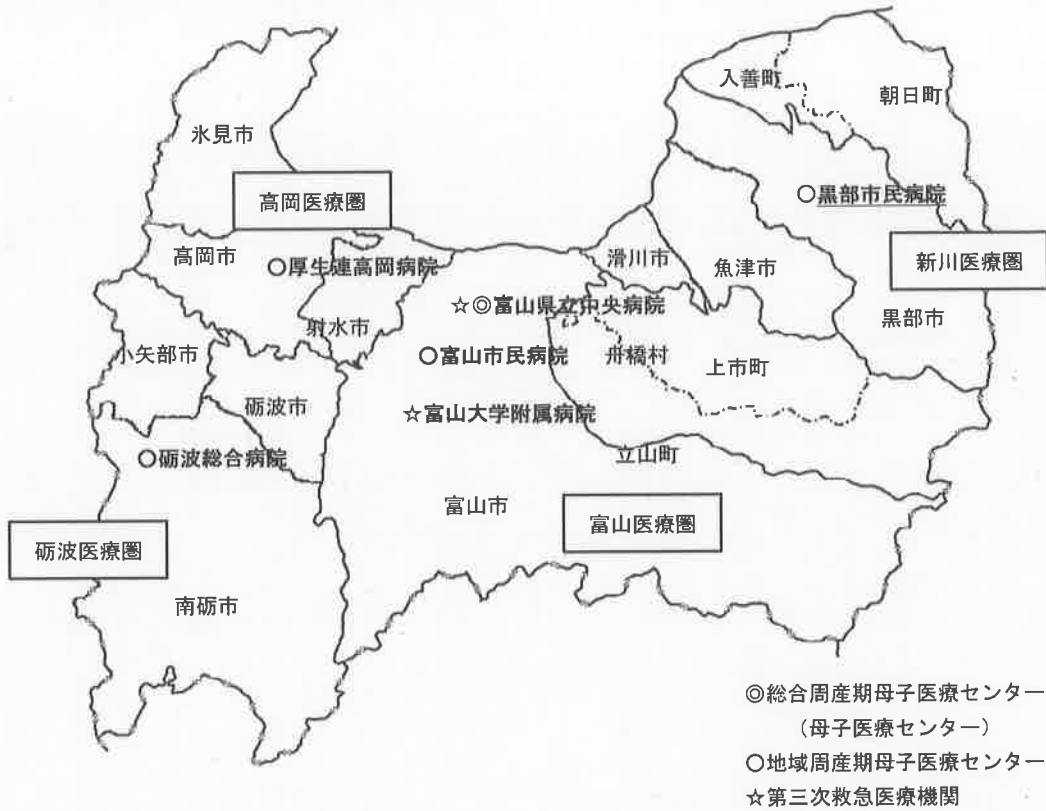 入善町
朝日町
氷見市
○黒部市民病院
高岡医療圏
高岡市
○厚生連高岡病院
滑川市
魚津市
新川医療圏
☆◎富山県立中央病院
射水市
黒部市
小矢部市
○富山市民病院
舟橋村
上市町
砺波市
☆富山大学附属病院
○砺波総合病院
立山町
富山市
富山医療圏
砺波医療圏
南砺市
◎総合周産期母子医療センター
(母子医療センター)
○地域周産期母子医療センター
☆第三次救急医療機関